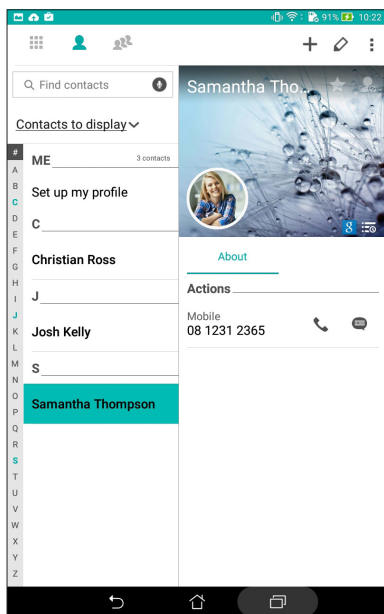 91% 10:22
Find contacts
Contacts to display
#
A
B
C
D
E
F
G
H
I
J
K
L
M
N
O
P
Q
R
S
T
U
V
W
X
Y
Z
ME 3 contacts
Set up my profile
C
Christian Ross
J
Josh Kelly
S
Samantha Thompson
Samantha Tho...
8
About
Actions
Mobile
08 1231 2365